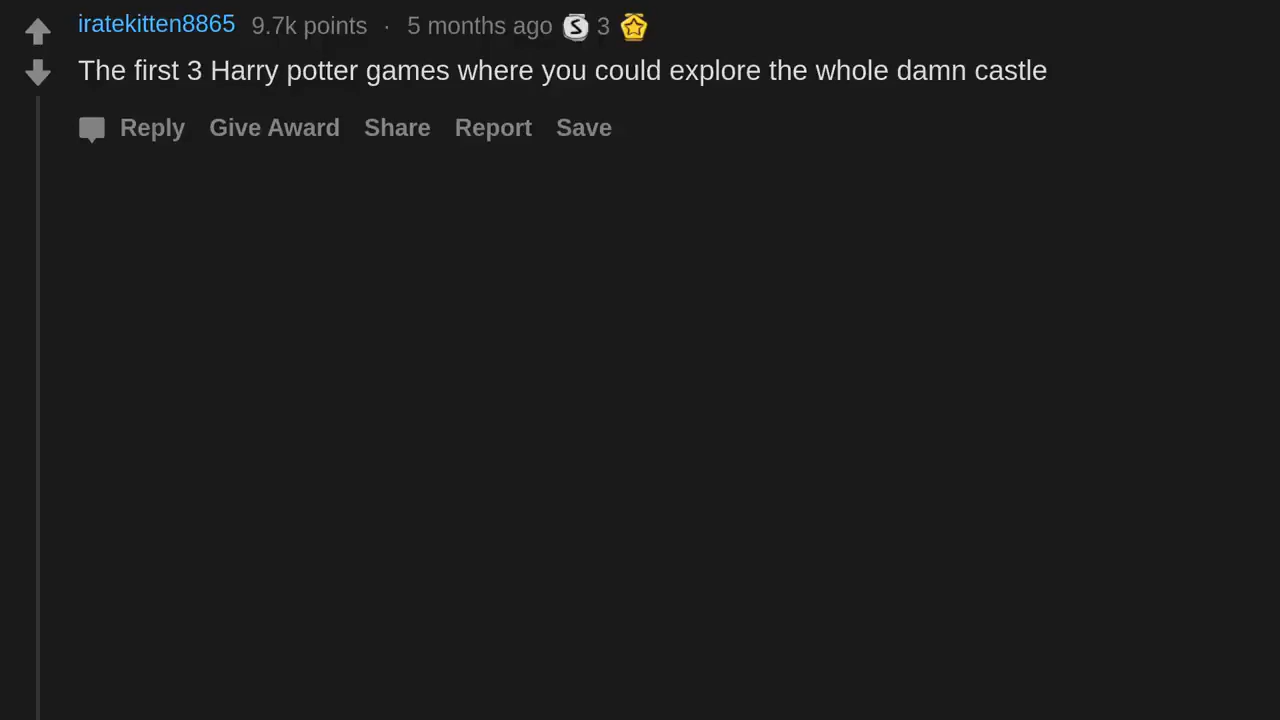 iratekitten8865 9.7k points · 5 months ago S 3
The first 3 Harry potter games where you could explore the whole damn castle
Reply Give Award Share Report Save